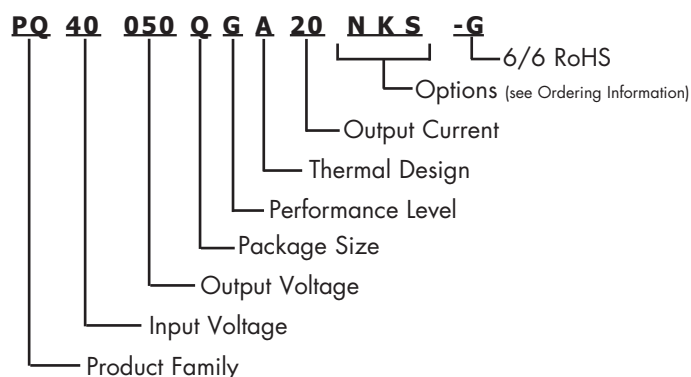 PQ 40 050 Q G A 20 N K S -G
6/6 RoHS
Options (see Ordering Information)
Output Current
Thermal Design
Performance Level
Package Size
Output Voltage
Input Voltage
Product Family